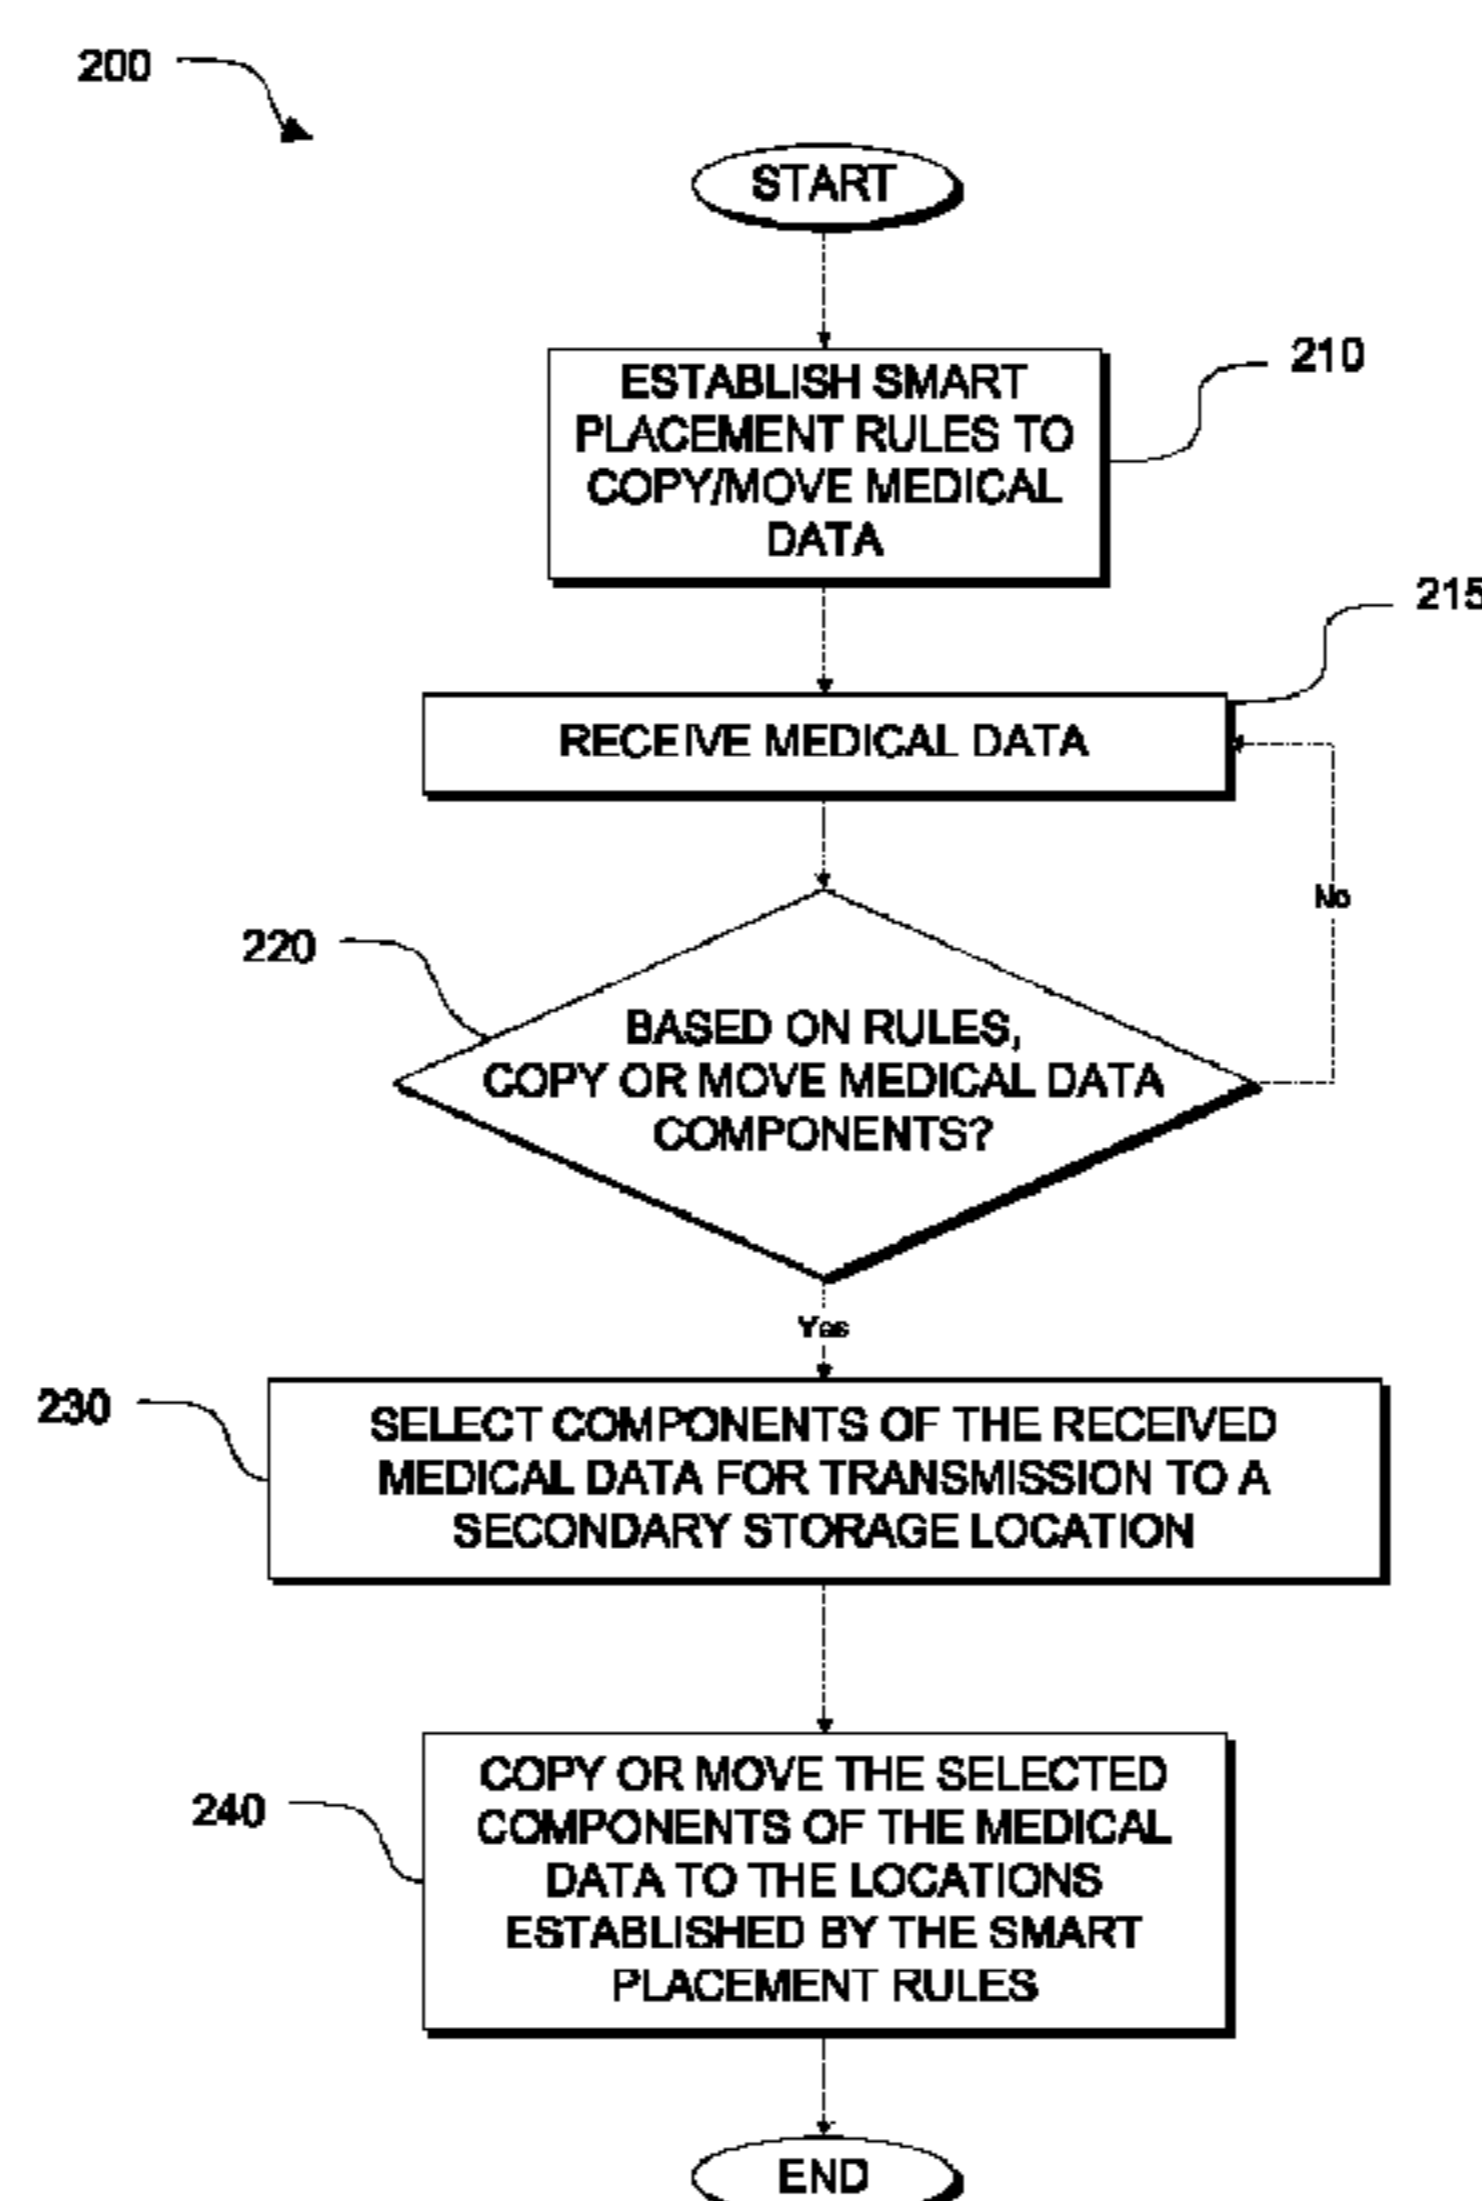 200
START
ESTABLISH SMART
PLACEMENT RULES TO
COPY/MOVE MEDICAL
DATA
210
215
RECEIVE MEDICAL DATA
No
220
BASED ON RULES,
COPY OR MOVE MEDICAL DATA
COMPONENTS?
Yes
230
SELECT COMPONENTS OF THE RECEIVED
MEDICAL DATA FOR TRANSMISSION TO A
SECONDARY STORAGE LOCATION
240
COPY OR MOVE THE SELECTED
COMPONENTS OF THE MEDICAL
DATA TO THE LOCATIONS
ESTABLISHED BY THE SMART
PLACEMENT RULES
END